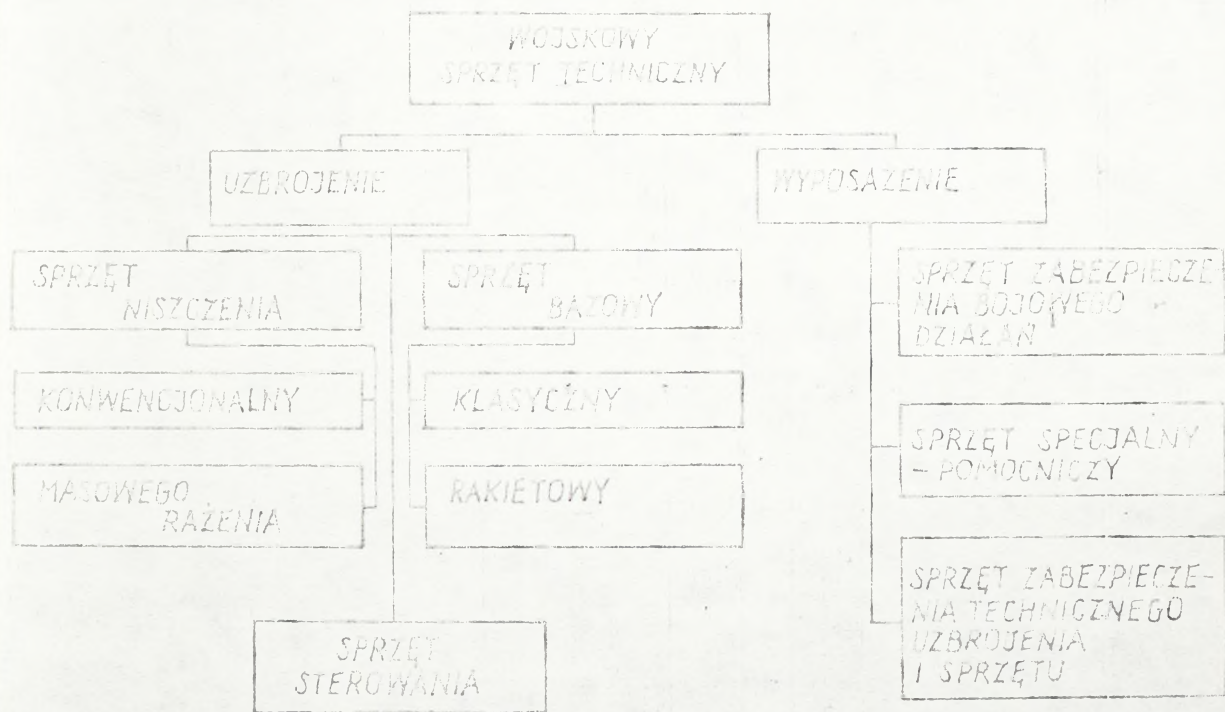 WOJSKOWY
SPRZĘT TECHNICZNY
UZBROJENIE
WYPOSAŻENIE
SPRZĘT
NISZCZENIA
SPRZĘT
BAZOWY
SPRZĘT ZABEZPIECZE-
NIA BOJOWEGO
DZIAŁAŃ
KONWENCJONALNY
KLASYCZNY
SPRZĘT SPECJALNY
- POMOCNICZY
MASOWEGO
RAŻENIA
RAKIETOWY
SPRZĘT ZABEZPIECZE-
NIA TECHNICZNEGO
UZBROJENIA
I SPRZĘTU
SPRZĘT
STEROWANIA